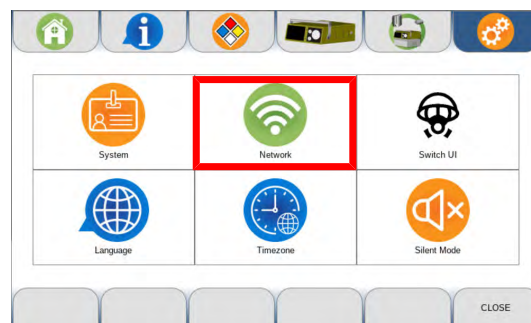 System
Network
Switch UI
Language
Timezone
Silent Mode
CLOSE